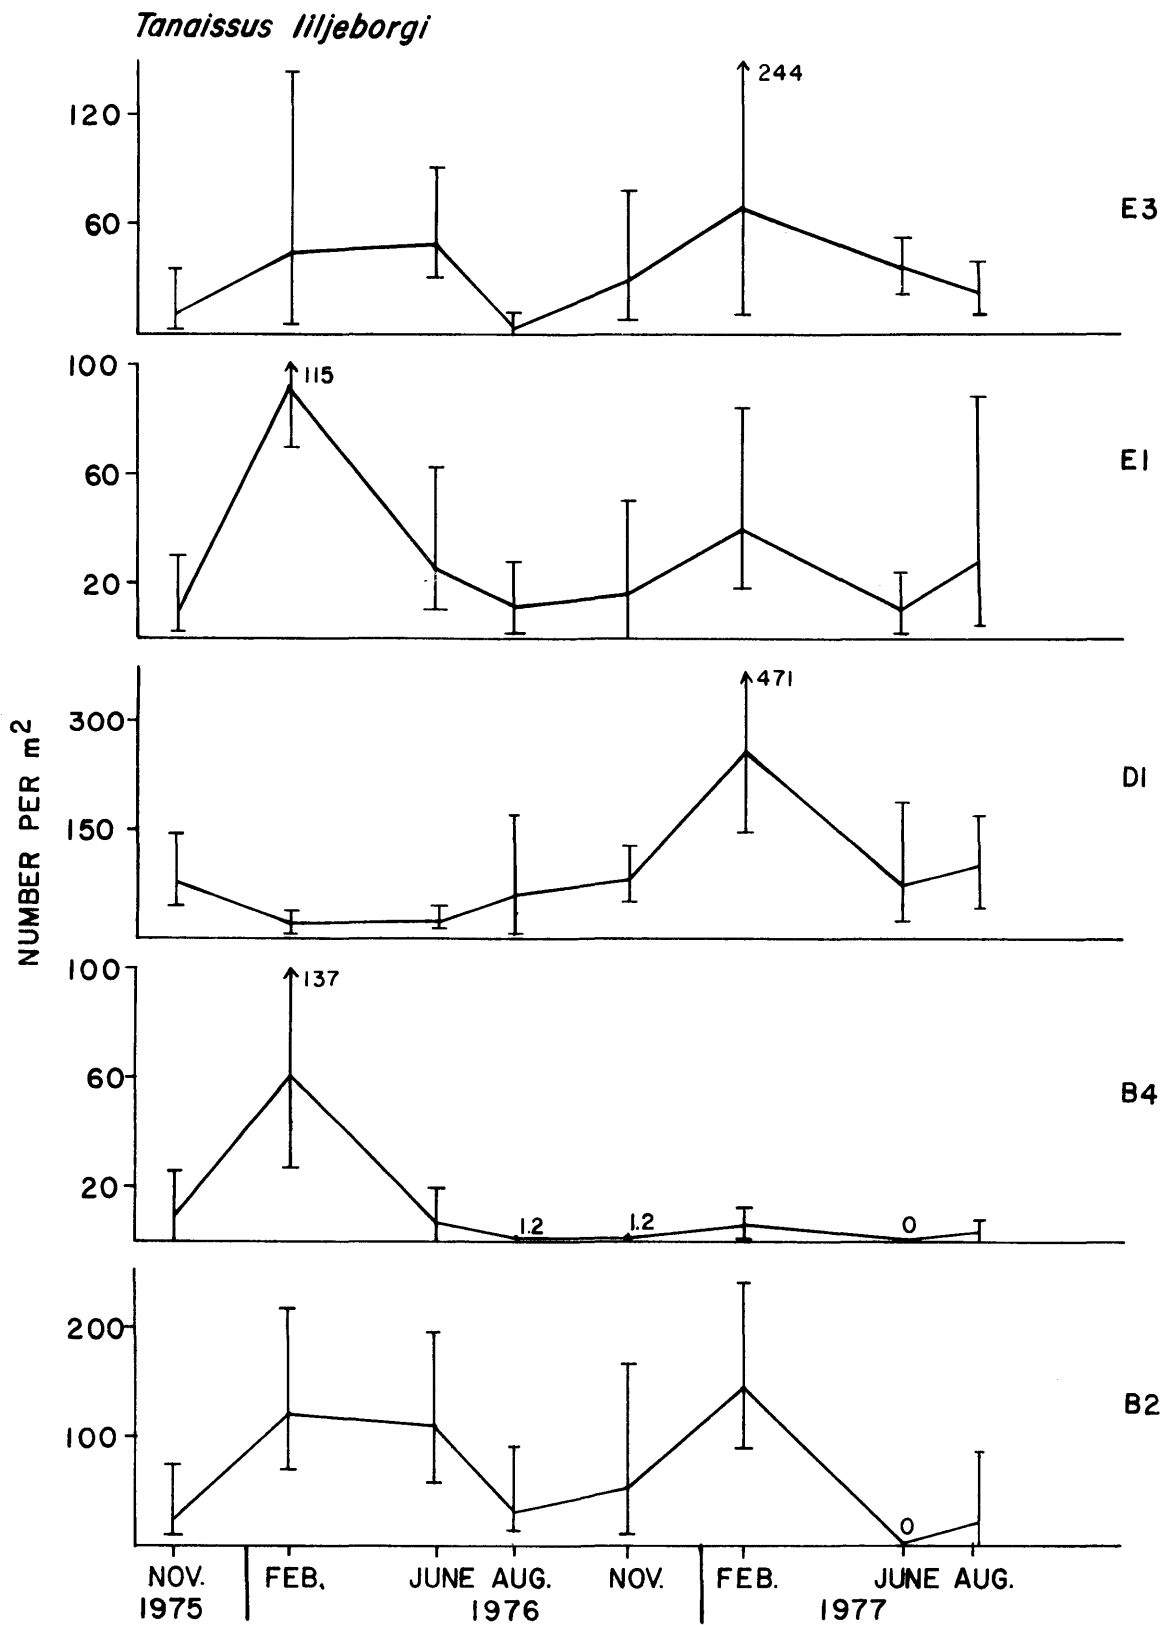 Tanaissus liljeborgi
244
120
60
E3
100
115
60
20
E1
471
300
150
D1
NUMBER PER m2
100
137
60
20
1.2
1.2
0
B4
200
100
0
B2
NOV. FEB. JUNE AUG. NOV. FEB. JUNE AUG.
1975 1976 1977